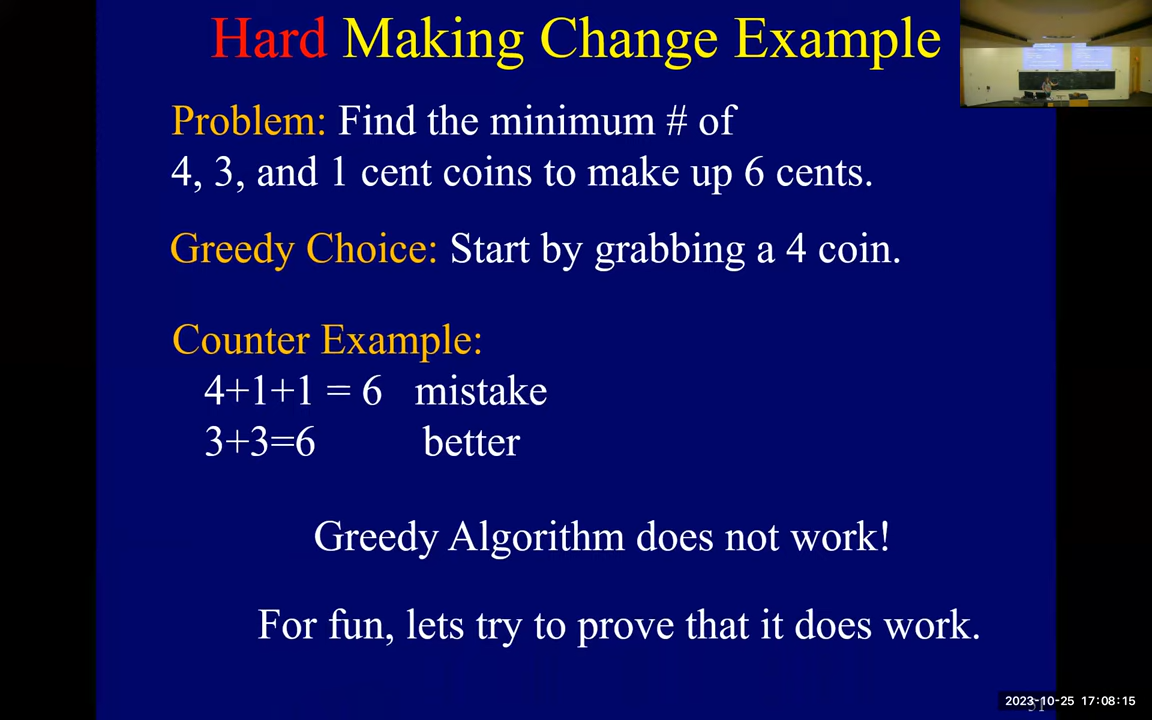 Hard Making Change Example
Problem: Find the minimum # of
4, 3, and 1 cent coins to make up 6 cents.
Greedy Choice: Start by grabbing a 4 coin.
Counter Example:
4+1+1 = 6 mistake
3+3=6 better
Greedy Algorithm does not work!
For fun, lets try to prove that it does work.
2023-10-25 17:08:15